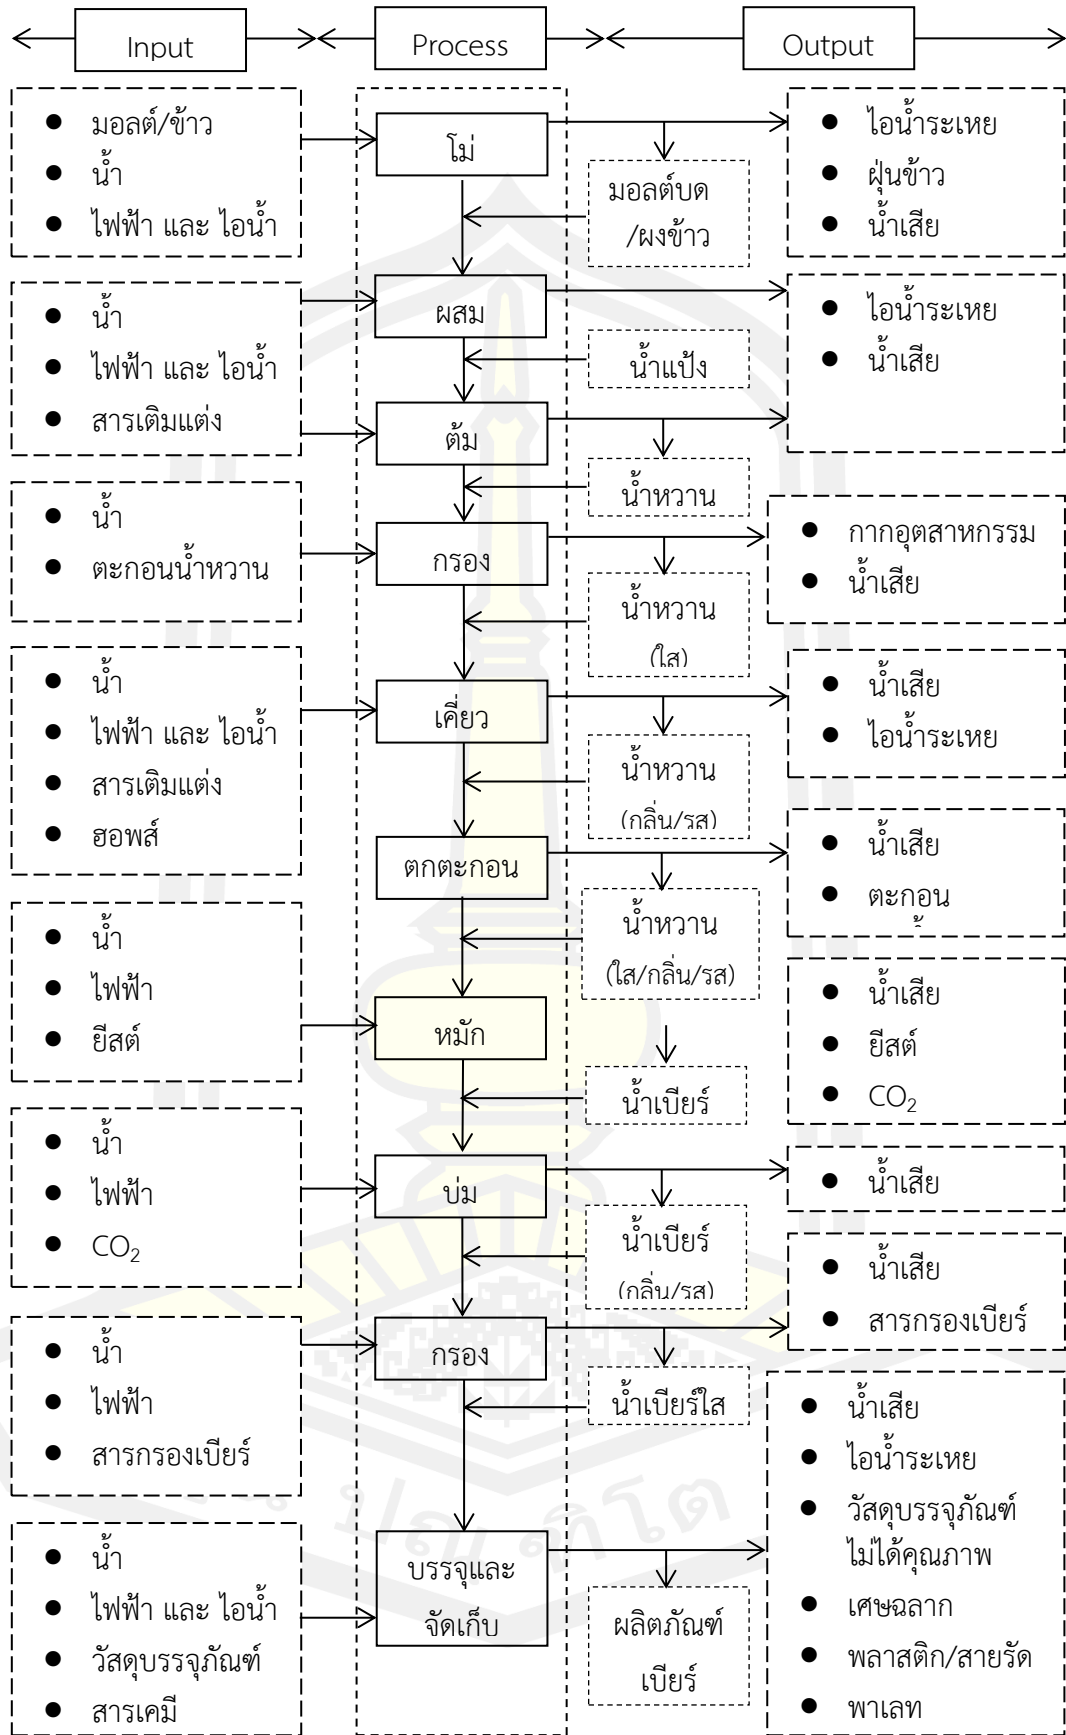 Input
Process
Output
มอลต์/ข้าว
น้ำ
ไฟฟ้า และ ไอน้ำ
โม่
มอลต์บด
/ผงข้าว
ไอน้ำระเหย
ฝุ่นข้าว
น้ำเสีย
น้ำ
ไฟฟ้า และ ไอน้ำ
สารเติมแต่ง
ผสม
น้ำแป้ง
ไอน้ำระเหย
น้ำเสีย
ต้ม
น้ำหวาน
น้ำ
ตะกอนน้ำหวาน
กรอง
น้ำหวาน
(ใส)
กากอุตสาหกรรม
น้ำเสีย
น้ำ
ไฟฟ้า และ ไอน้ำ
สารเติมแต่ง
ฮอพส์
เคี่ยว
น้ำหวาน
(กลิ่น/รส)
น้ำเสีย
ไอน้ำระเหย
ตกตะกอน
น้ำหวาน
(ใส/กลิ่น/รส)
น้ำเสีย
ตะกอน
น้ำ
ไฟฟ้า
ยีสต์
หมัก
น้ำเบียร์
น้ำเสีย
ยีสต์
CO2
น้ำ
ไฟฟ้า
CO2
บ่ม
น้ำเบียร์
(กลิ่น/รส)
น้ำเสีย
น้ำ
ไฟฟ้า
สารกรองเบียร์
กรอง
น้ำเบียร์ใส
น้ำเสีย
สารกรองเบียร์
น้ำ
ไฟฟ้า และ ไอน้ำ
วัสดุบรรจุภัณฑ์
สารเคมี
บรรจุและ
จัดเก็บ
ผลิตภัณฑ์
เบียร์
น้ำเสีย
ไอน้ำระเหย
วัสดุบรรจุภัณฑ์
ไม่ได้คุณภาพ
เศษฉลาก
พลาสติก/สายรัด
พาเลท